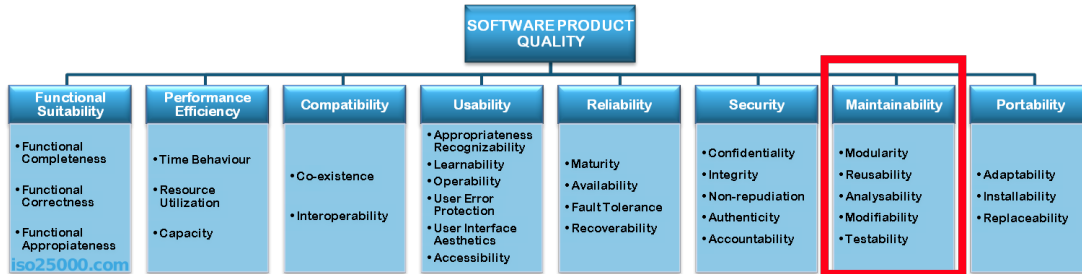 SOFTWARE PRODUCT
QUALITY
Functional
Suitability
• Functional
Completeness
• Functional
Correctness
• Functional
Appropiateness
Performance
Efficiency
• Time Behaviour
• Resource
Utilization
• Capacity
Compatibility
• Co-existence
• Interoperability
Usability
• Appropriateness
Recognizability
• Learnability
• Operability
• User Error
Protection
• User Interface
Aesthetics
• Accessibility
Reliability
• Maturity
• Availability
• Fault Tolerance
• Recoverability
Security
• Confidentiality
• Integrity
• Non-repudiation
• Authenticity
• Accountability
Maintainability
• Modularity
• Reusability
• Analysability
• Modifiability
• Testability
Portability
• Adaptability
• Installability
• Replaceability
iso25000.com